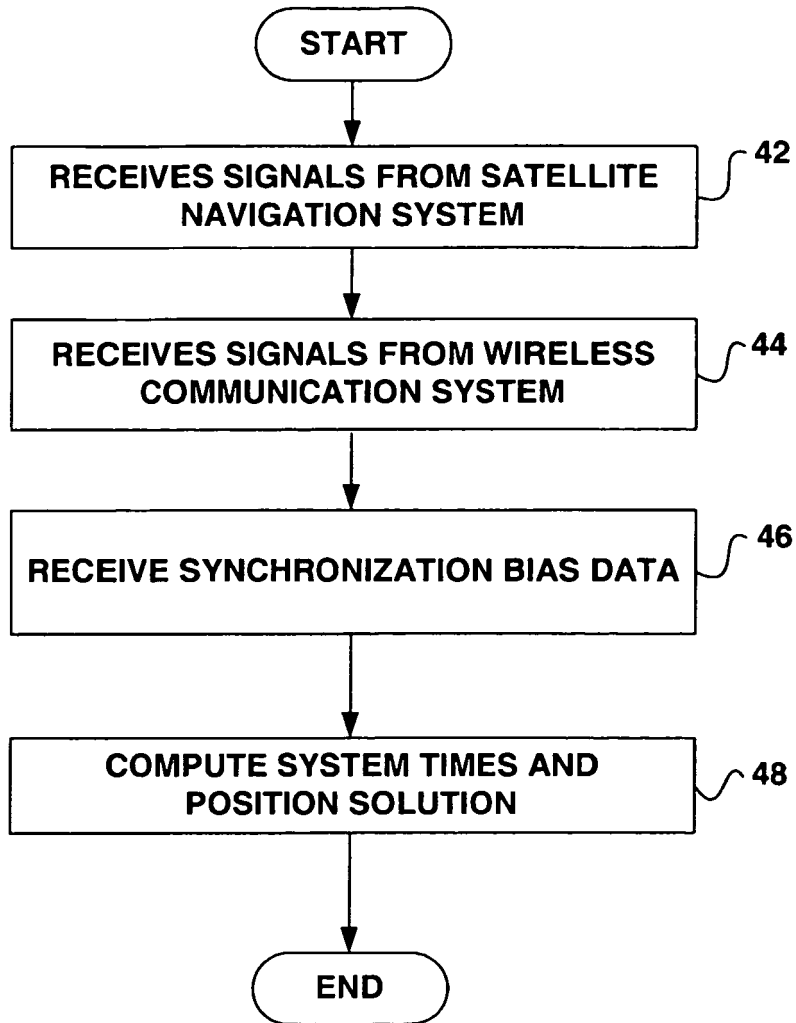 START
RECEIVES SIGNALS FROM SATELLITE
NAVIGATION SYSTEM
42
RECEIVES SIGNALS FROM WIRELESS
COMMUNICATION SYSTEM
44
RECEIVE SYNCHRONIZATION BIAS DATA
46
COMPUTE SYSTEM TIMES AND
POSITION SOLUTION
48
END